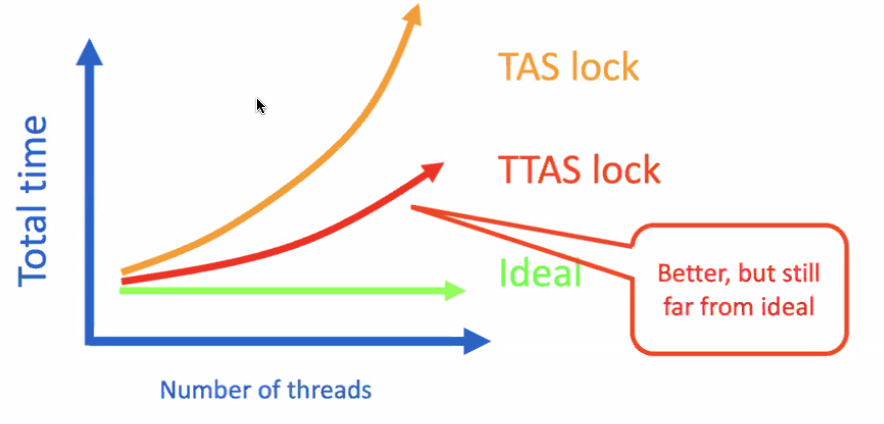 TAS lock
Total time
TTAS lock
Ideal
Better, but still
far from ideal
Number of threads